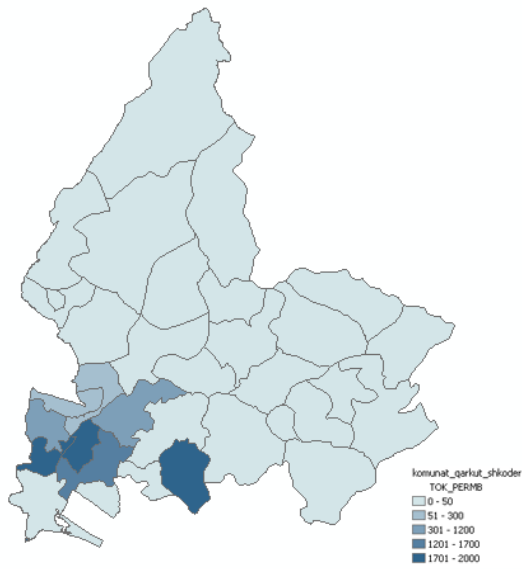 komunat_qarkut_shkoder
TOK_PERMB
0 - 50
51 - 300
301 - 1200
1201 - 1700
1701 - 2000